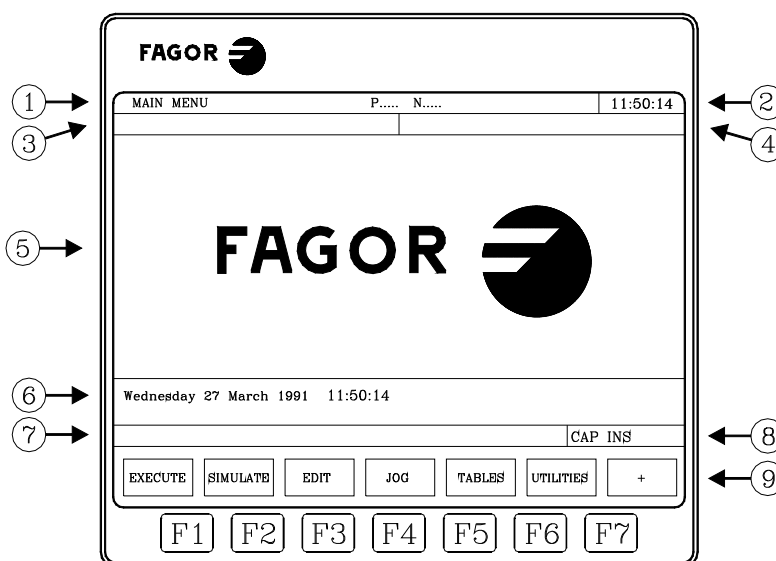 FAGOR
1 MAIN MENU P..... N..... 11:50:14 2
3 4
5 FAGOR
6 Wednesday 27 March 1991 11:50:14
7 CAP INS 8
EXECUTE SIMULATE EDIT JOG TABLES UTILITIES + 9
F1 F2 F3 F4 F5 F6 F7